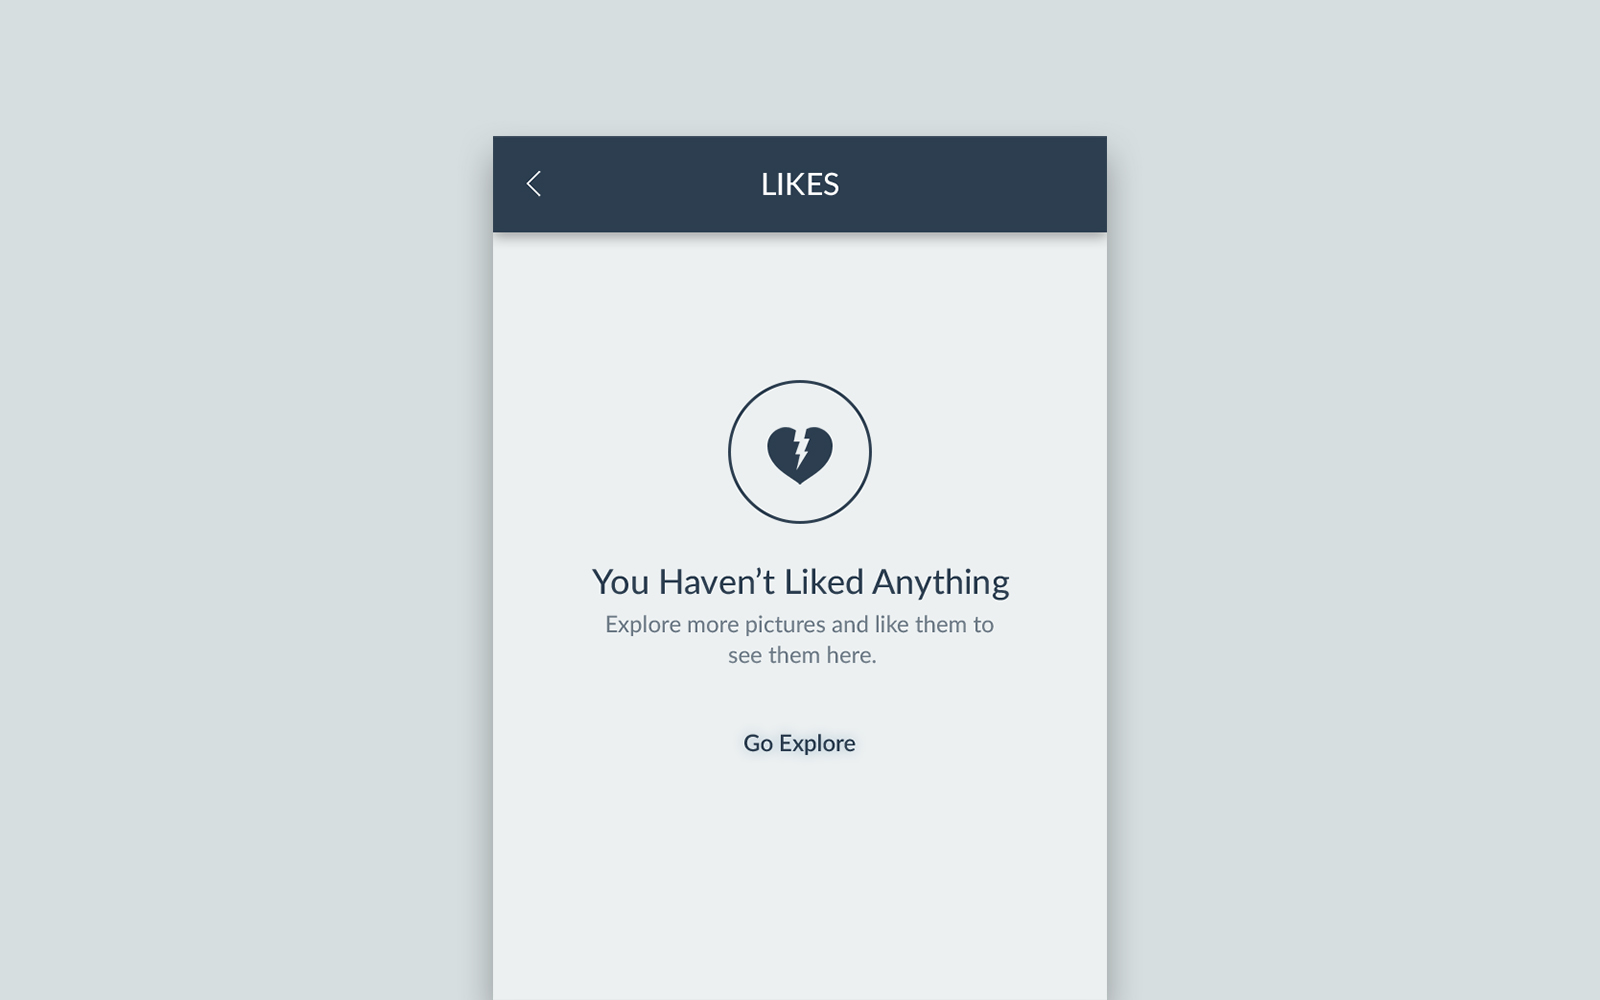 LIKES
You Haven’t Liked Anything
Explore more pictures and like them to
see them here.
Go Explore